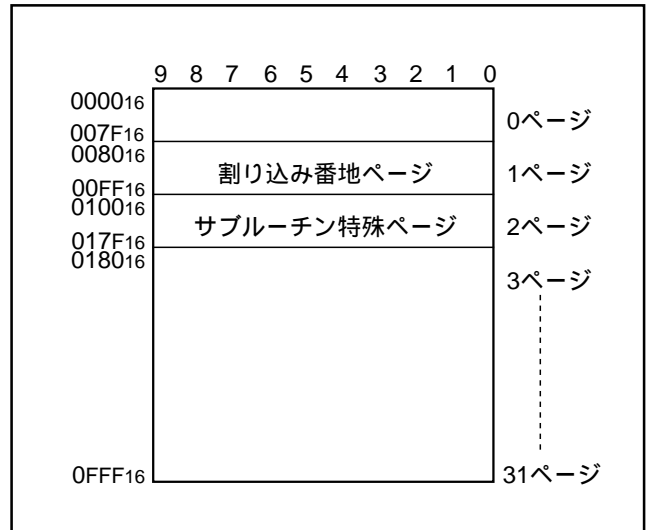 9 8 7 6 5 4 3 2 1 0
000016
0ページ
007F16
008016
割り込み番地ページ
1ページ
00FF16
010016
サブルーチン特殊ページ
2ページ
017F16
018016
3ページ
0FFF16
31ページ